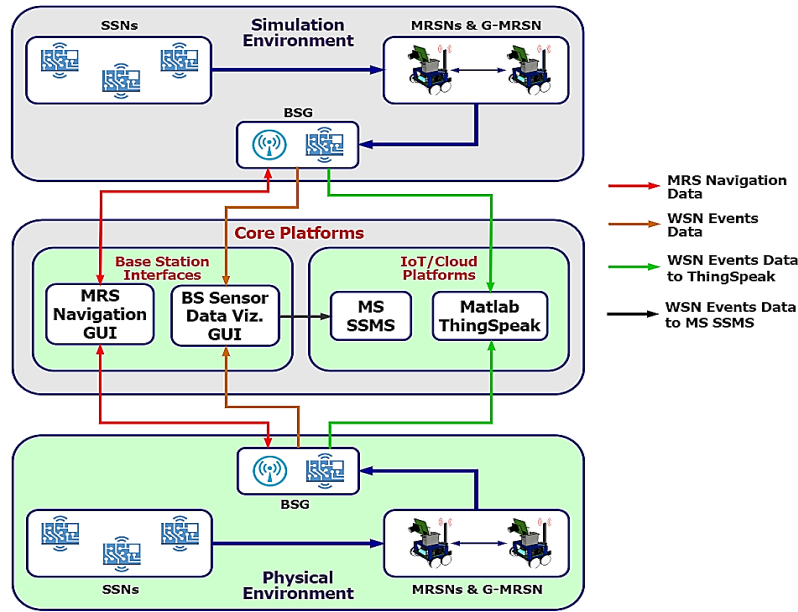 SSNs
Simulation
Environment
MRSNs & G-MRSN
BSG
MRS Navigation
Data
WSN Events
Data
WSN Events Data
to ThingSpeak
WSN Events Data
to MS SSMS
Core Platforms
Base Station
Interfaces
IoT/Cloud
Platforms
MRS
Navigation
GUI
BS Sensor
Data Viz.
GUI
MS
SSMS
Matlab
ThingSpeak
BSG
SSNs
Physical
Environment
MRSNs & G-MRSN